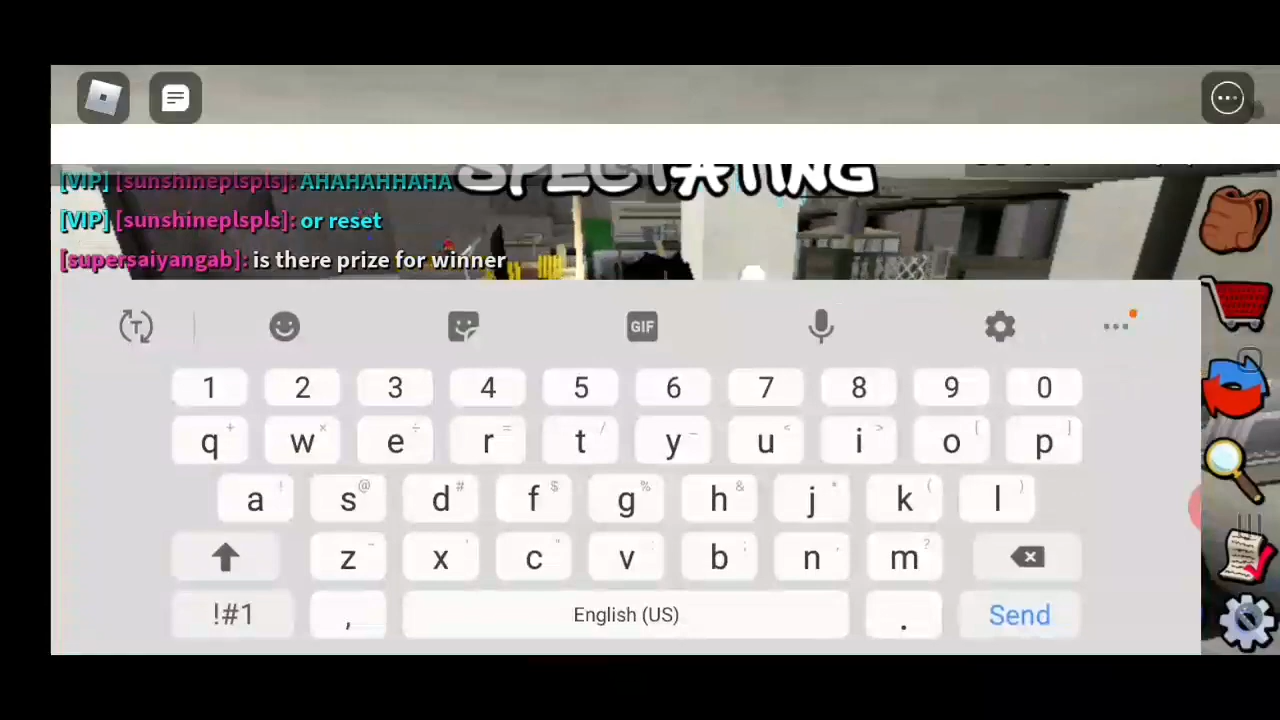 SPECTATING
[VIP] [sunshineplspls]: AHAHAHHAHA
[VIP] [sunshineplspls]: or reset
[supersaiyangab]: is there prize for winner
T GIF
1 2 3 4 5 6 7 8 9 0
q w e r t y u i o p
a s d f g h j k l
z x c v b n m
!#1 , English (US) . Send